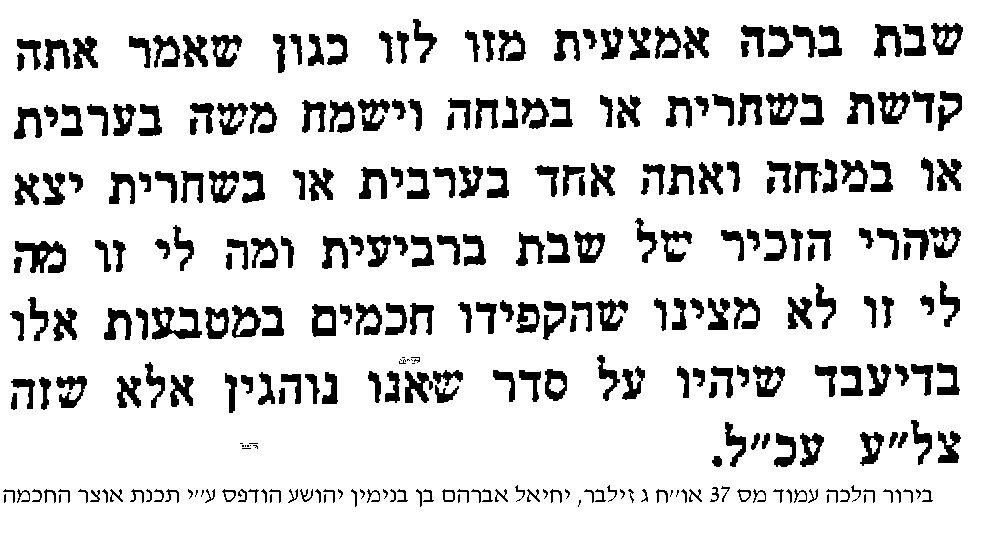 שבת ברכה אמצעית מזו לזו כגון שאמר אתה
קדשת בשחרית או במנחה וישמח משה בערבית
או במנחה ואתה אחד בערבית או בשחרית יצא
שהרי הזכיר של שבת ברביעית ומה לי זו מה
לי זו לא מצינו שהקפידו חכמים במטבעות אלו
בדיעבד שיהיו על סדר שאנו נוהגין אלא שזה
צל״ע עכ״ל.
בירור הלכה עמוד מס 37 או״ח ג זילבר, יחיאל אברהם בן בנימין יהושע הודפס ע״י תכנת אוצר החכמה